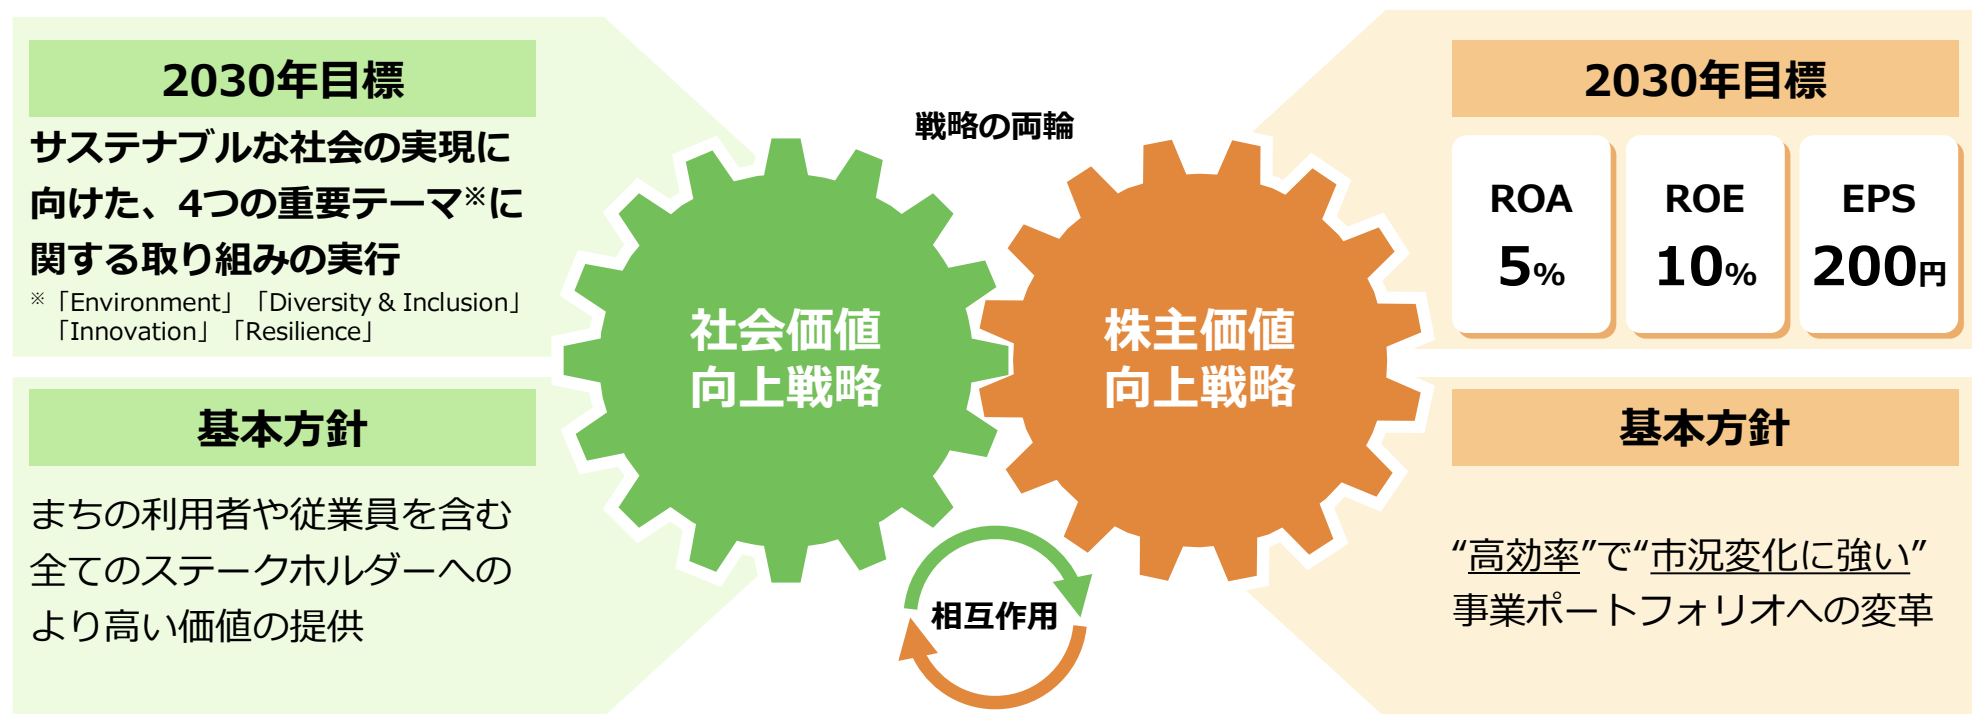 2030年目標
サステナブルな社会の実現に
向けた、4つの重要テーマ※に
関する取り組みの実行
※「Environment」「Diversity & Inclusion」
「Innovation」「Resilience」
基本方針
まちの利用者や従業員を含む
全てのステークホルダーへの
より高い価値の提供
戦略の両輪
社会価値
向上戦略
株主価値
向上戦略
相互作用
2030年目標
ROA
5%
ROE
10%
EPS
200円
基本方針
“高効率”で“市況変化に強い”
事業ポートフォリオへの変革